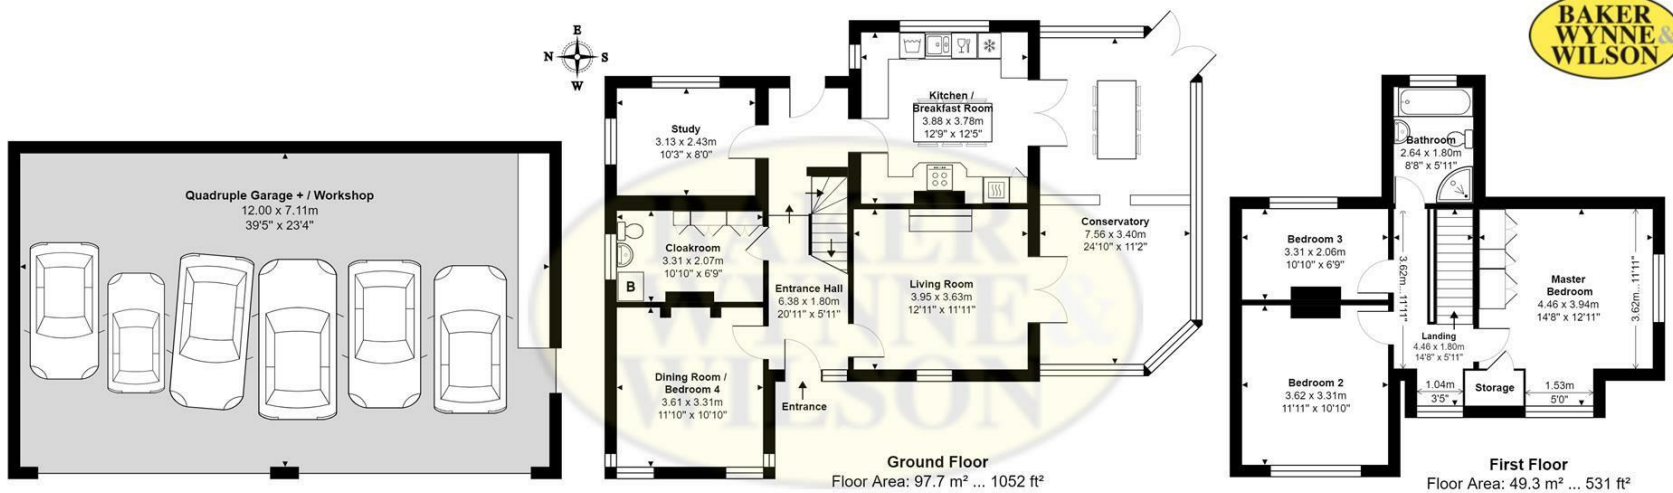 BAKER
WYNNE &
WILSON
E
N
S
W
Quadruple Garage + / Workshop
12.00 x 7.11m
39'5" x 23'4"
Study
3.13 x 2.43m
10'3" x 8'0"
Kitchen /
Breakfast Room
3.88 x 3.78m
12'9" x 12'5"
Cloakroom
3.31 x 2.07m
10'10" x 6'9"
B
Entrance Hall
6.38 x 1.80m
20'11" x 5'11"
Living Room
3.95 x 3.63m
12'11" x 11'11"
Conservatory
7.56 x 3.40m
24'10" x 11'2"
Dining Room /
Bedroom 4
3.61 x 3.31m
11'10" x 10'10"
Entrance
BAKER
WYNNE &
WILSON
Ground Floor
Floor Area: 97.7 m² ... 1052 ft²
Bathroom
2.64 x 1.80m
8'8" x 5'11"
Bedroom 3
3.31 x 2.06m
10'10" x 6'9"
3.62m... 11'11"
Master
Bedroom
4.46 x 3.94m
14'8" x 12'11"
3.62m... 11'11"
Landing
4.46 x 1.80m
14'8" x 5'11"
Bedroom 2
3.62 x 3.31m
11'11" x 10'10"
1.04m
3'5"
Storage
1.53m
5'0"
First Floor
Floor Area: 49.3 m² ... 531 ft²